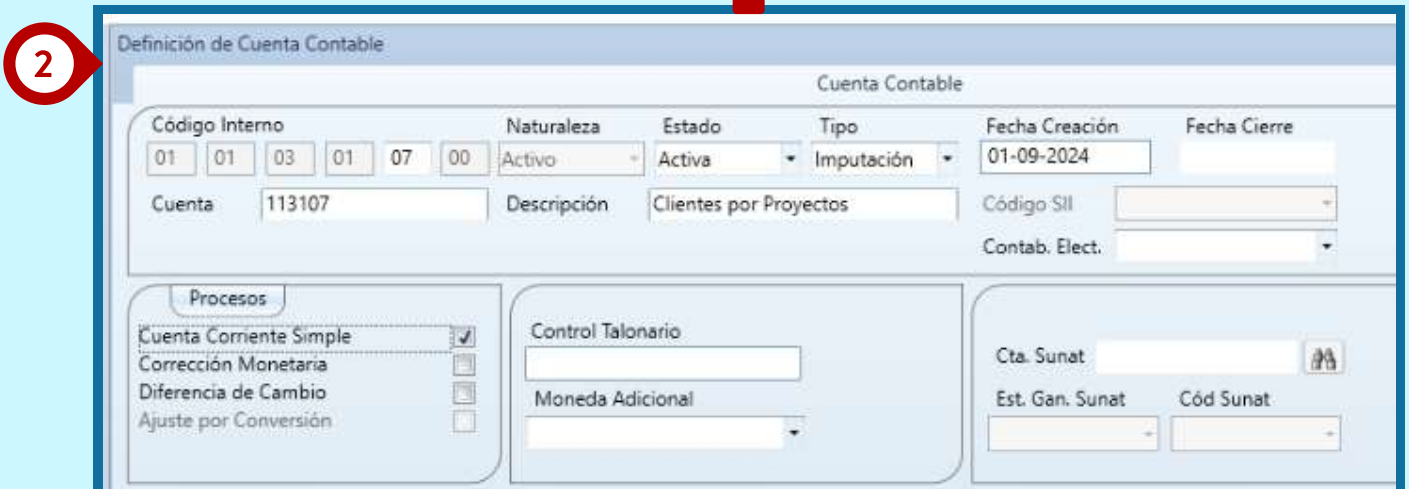 2
Definición de Cuenta Contable
Cuenta Contable
Código Interno Naturaleza Estado Tipo Fecha Creación Fecha Cierre
01 01 03 01 07 00 Activo Activa Imputación 01-09-2024
Cuenta 113107 Descripción Clientes por Proyectos Código SII
Contab. Elect.
Procesos
Cuenta Corriente Simple
Corrección Monetaria
Diferencia de Cambio
Ajuste por Conversión
Control Talonario
Moneda Adicional
Cta. Sunat
Est. Gan. Sunat Cód Sunat